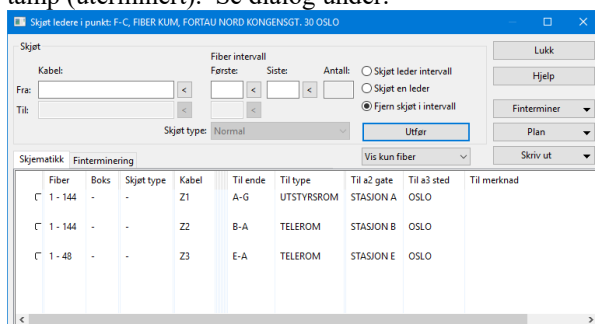 tamp (uterminert). Se dialog under.
Skjøt ledere i punkt: F-C, FIBER KUM, FORTAU NORD KONGENSGT. 30 OSLO
Skjøt
Lukk
Fiber intervall
Kabel: Første: Siste: Antall: Skjøt leder intervall
Hjelp
Fra: < < < Skjøt en leder
Til: < < Fjern skjøt i intervall
Finterminer
Skjøt type: Normal Utfør
Plan
Skjematikk Finterminering
Vis kun fiber
Skriv ut
Fiber Boks Skjøt type Kabel Til ende Til type Til a2 gate Til a3 sted Til merknad
1 - 144 - - Z1 A-G UTSTYRSROM STASJON A OSLO
1 - 144 - - Z2 B-A TELEROM STASJON B OSLO
1 - 48 - - Z3 E-A TELEROM STASJON E OSLO